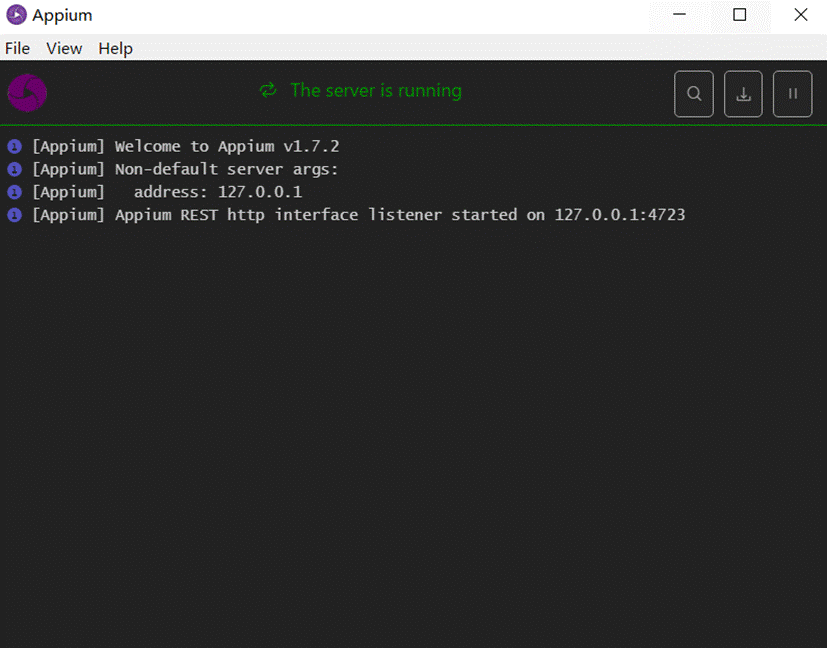 Appium
File View Help
The server is running
[Appium] Welcome to Appium v1.7.2
[Appium] Non-default server args:
[Appium]   address: 127.0.0.1
[Appium] Appium REST http interface listener started on 127.0.0.1:4723